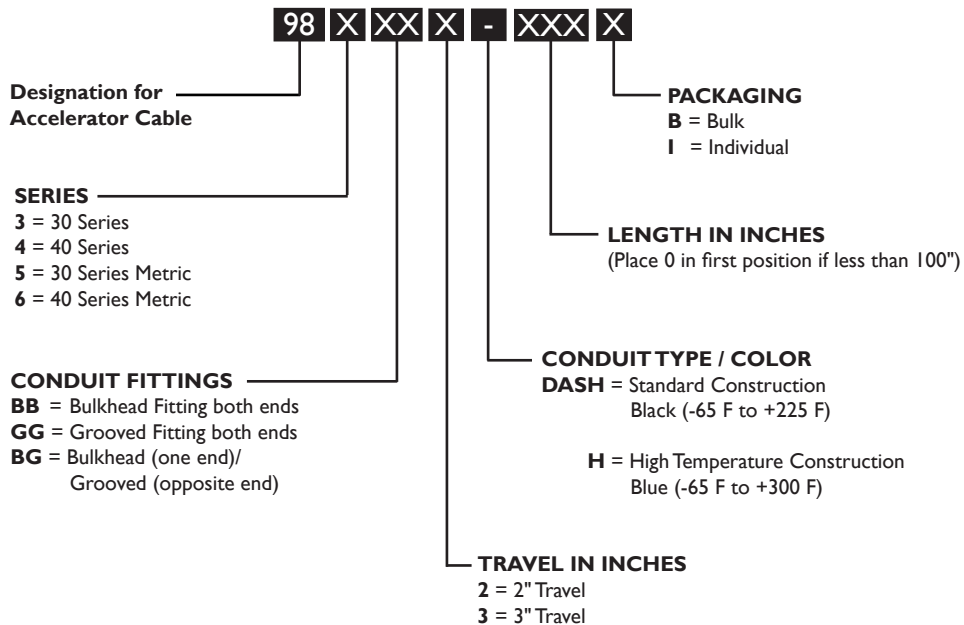 98 X XX X - XXX X
Designation for
Accelerator Cable
PACKAGING
B = Bulk
I = Individual
SERIES
3 = 30 Series
4 = 40 Series
5 = 30 Series Metric
6 = 40 Series Metric
LENGTH IN INCHES
(Place 0 in first position if less than 100")
CONDUIT FITTINGS
BB = Bulkhead Fitting both ends
GG = Grooved Fitting both ends
BG = Bulkhead (one end)/
Grooved (opposite end)
CONDUIT TYPE / COLOR
DASH = Standard Construction
Black (-65 F to +225 F)
H = High Temperature Construction
Blue (-65 F to +300 F)
TRAVEL IN INCHES
2 = 2" Travel
3 = 3" Travel